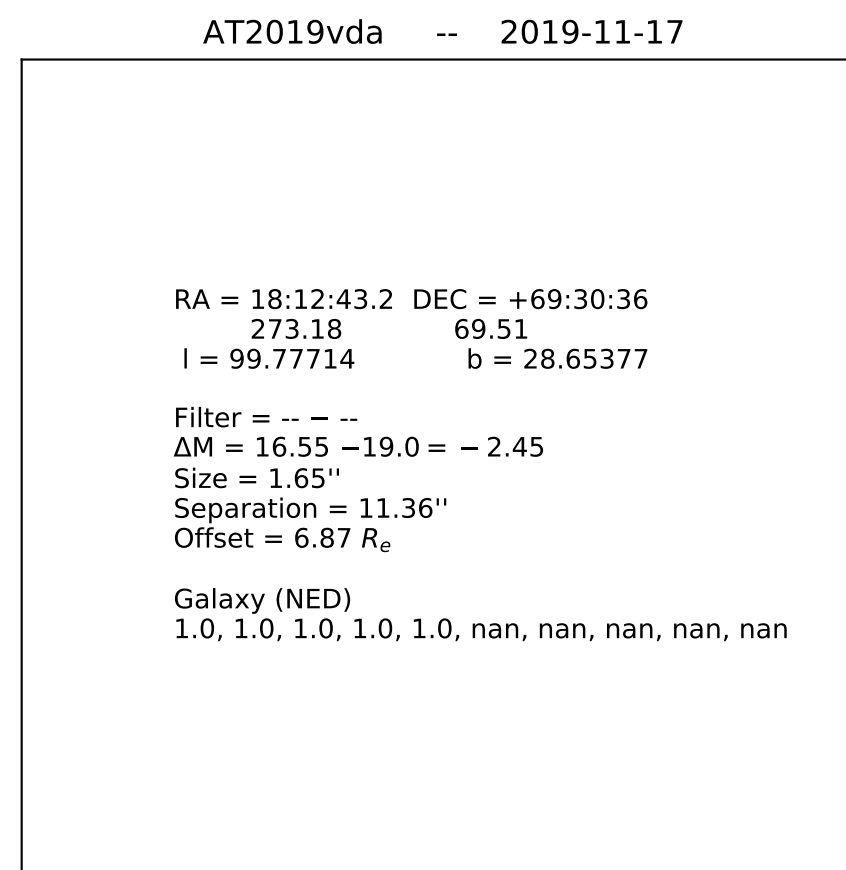 AT2019vda -- 2019-11-17
RA = 18:12:43.2 DEC = +69:30:36
273.18 69.51
l = 99.77714 b = 28.65377
Filter = -- − --
ΔM = 16.55 −19.0 = − 2.45
Size = 1.65''
Separation = 11.36''
Offset = 6.87 Re
Galaxy (NED)
1.0, 1.0, 1.0, 1.0, 1.0, nan, nan, nan, nan, nan